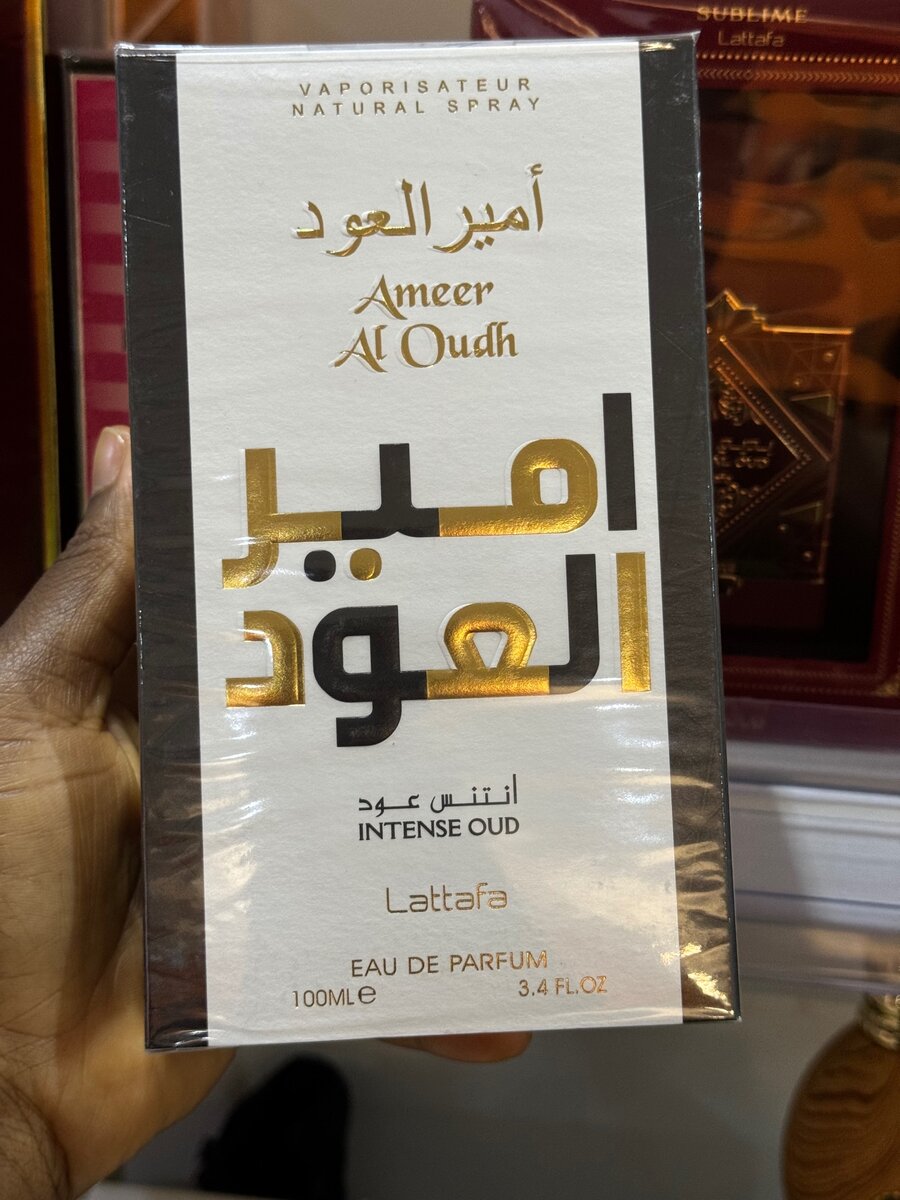 SUBLIME
Lattafa
VAPORISATEUR
NATURAL SPRAY
أمير العود
Ameer
Al Oudh
امير
العود
انتنس عود
INTENSE OUD
Lattafa
EAU DE PARFUM
100ML e
3.4 FL.OZ